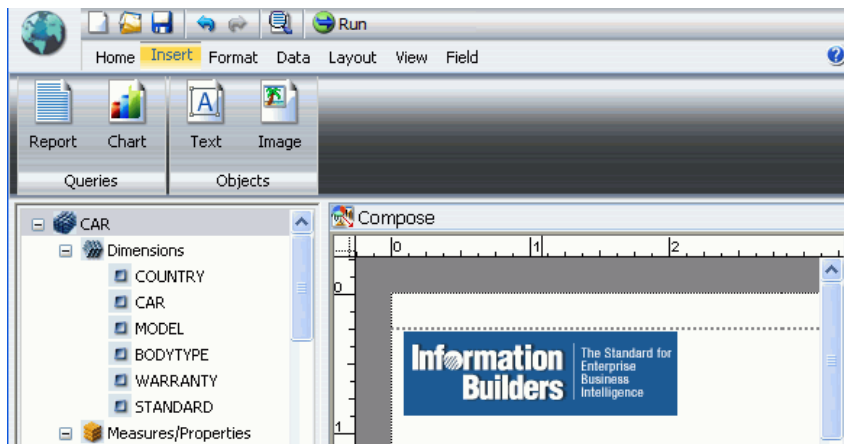 Run
Home Insert Format Data Layout View Field
Report Chart Text Image
Queries Objects
CAR
Dimensions
COUNTRY
CAR
MODEL
BODYTYPE
WARRANTY
STANDARD
Measures/Properties
Compose
0 1 2
0
1
Information Builders
The Standard for
Enterprise
Business
Intelligence